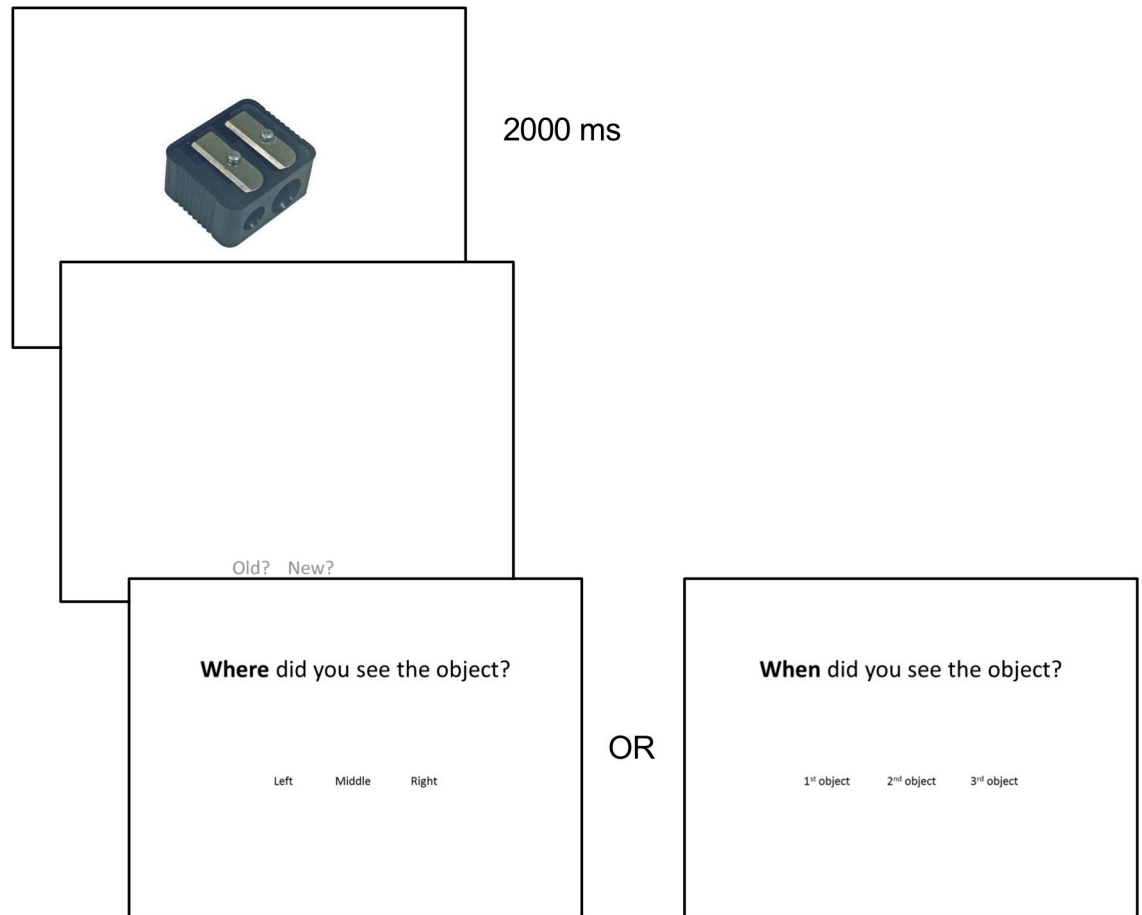 2000 ms
Old? New?
Where did you see the object?
Left Middle Right
OR
When did you see the object?
1st object 2nd object 3rd object